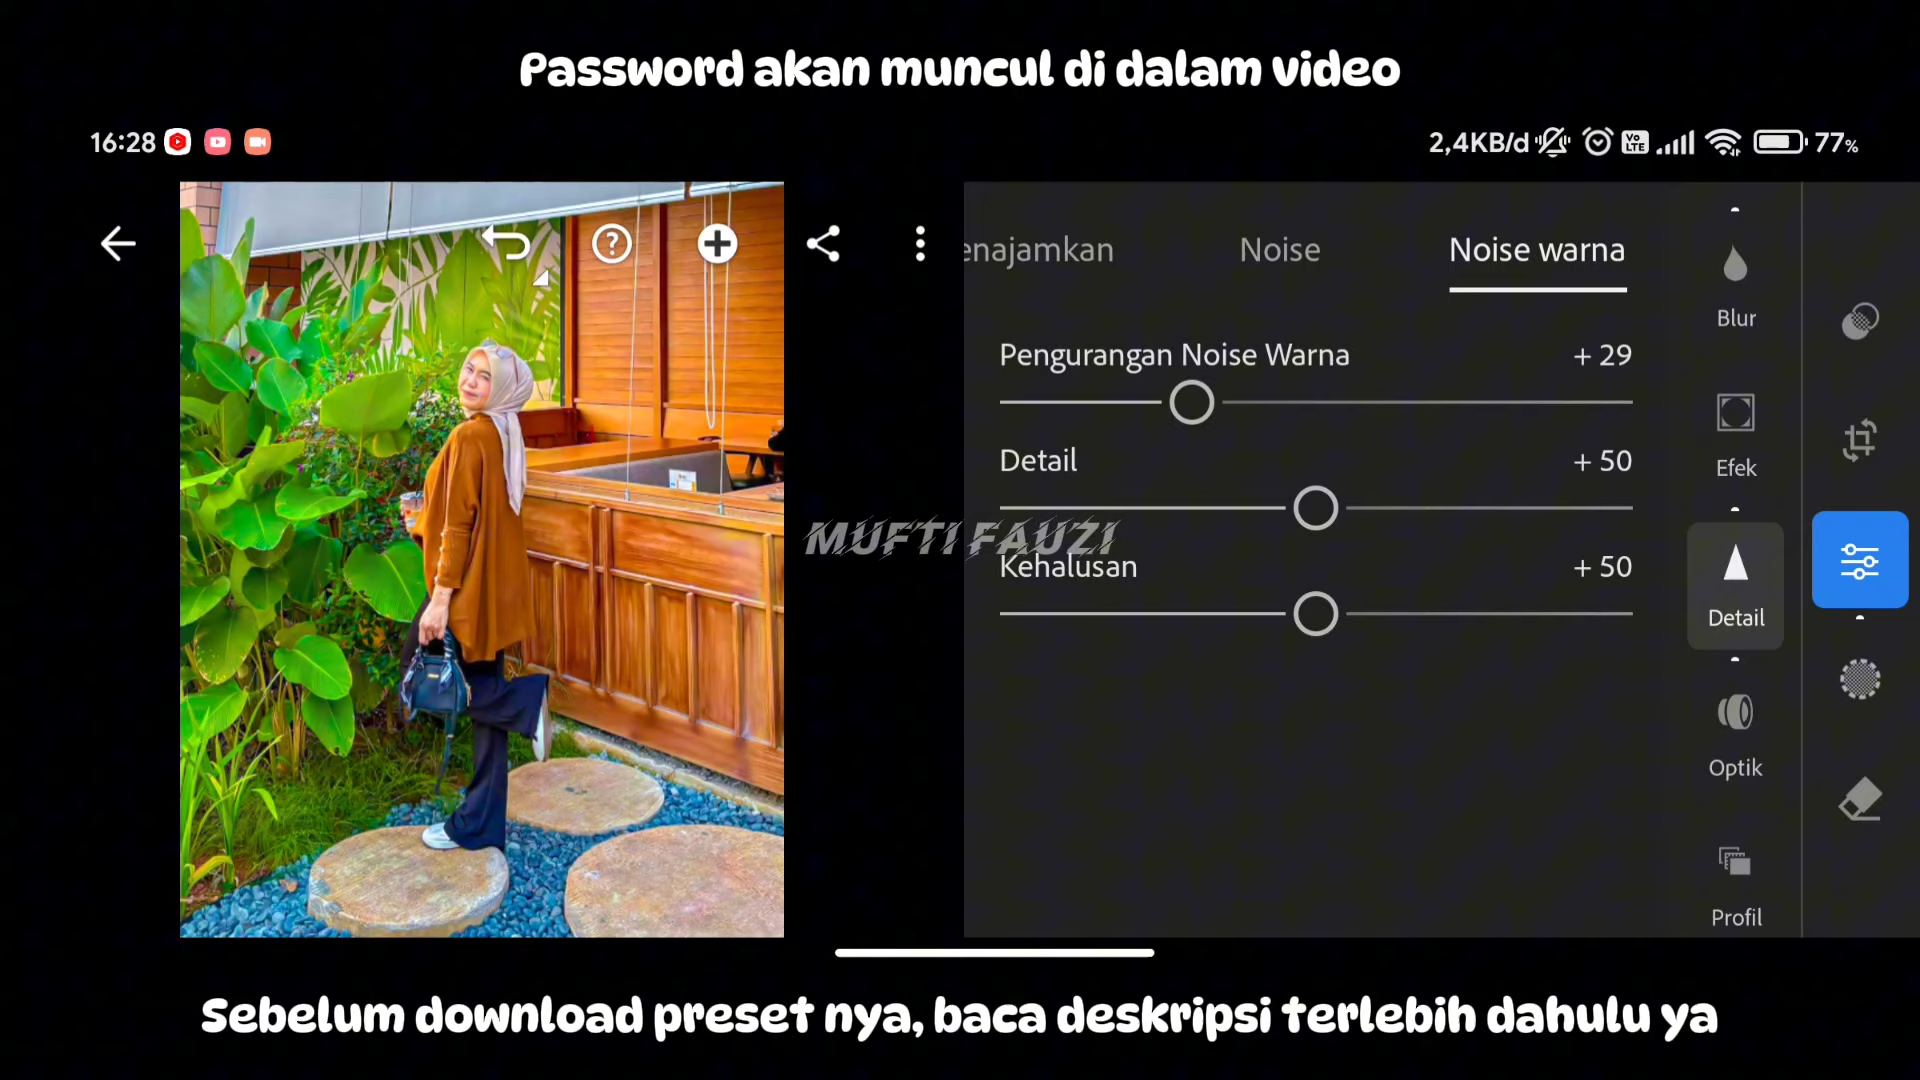 Password akan muncul di dalam video
16:28
2,4KB/d
Vo LTE
77%
enajamkan
Noise
Noise warna
Blur
Pengurangan Noise Warna
+ 29
Efek
Detail
+ 50
MUFTI FAUZI
Kehalusan
+ 50
Detail
Optik
Profil
Sebelum download preset nya, baca deskripsi terlebih dahulu ya